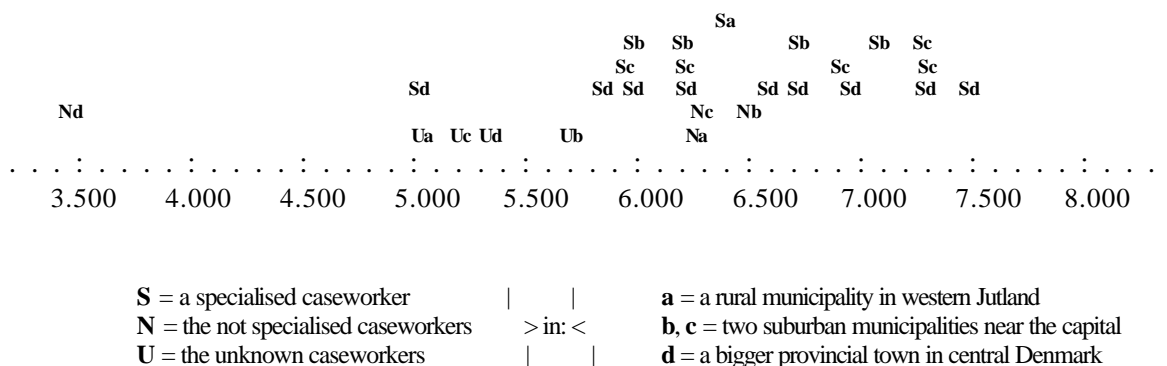 Sa
Sb Sb Sb Sb Sc
Sc Sc Sc Sc
Sd Sd Sd Sd Sd Sd Sd Sd Sd
Nd Nc Nb
Ua Uc Ud Ub Na
. . . . : . . . . : . . . . : . . . . : . . . . : . . . . : . . . . : . . . . : . . . . : . . . . : . . .
3.500 4.000 4.500 5.000 5.500 6.000 6.500 7.000 7.500 8.000
S = a specialised caseworker | | a = a rural municipality in western Jutland
N = the not specialised caseworkers > in: < b, c = two suburban municipalities near the capital
U = the unknown caseworkers | | d = a bigger provincial town in central Denmark